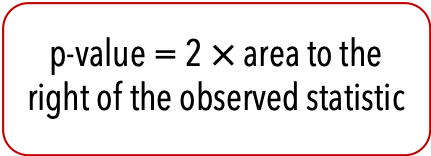 p-value = 2 × area to the
right of the observed statistic